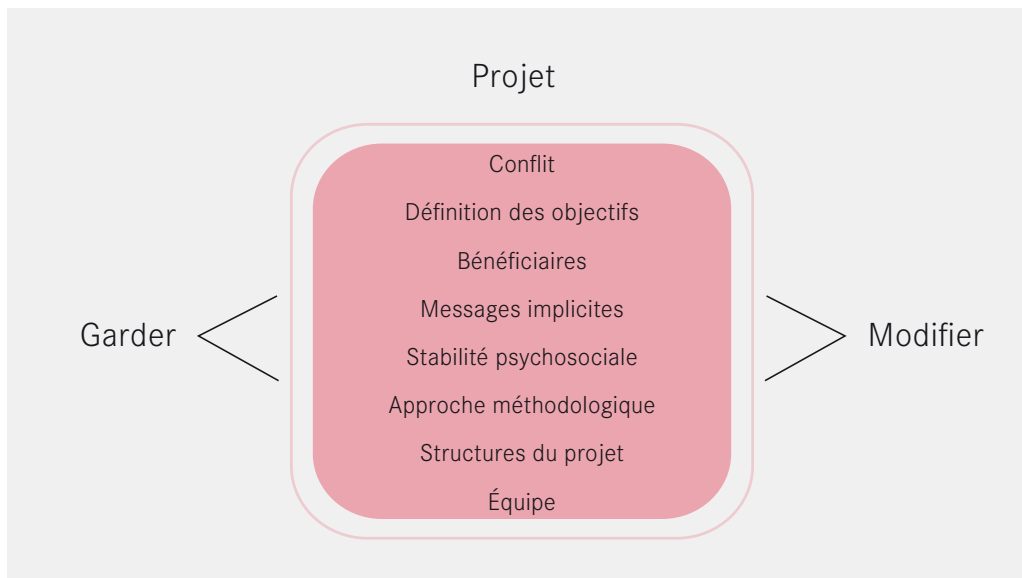 Projet
Conflit
Définition des objectifs
Bénéficiaires
Messages implicites
Garder
Modifier
Stabilité psychosociale
Approche méthodologique
Structures du projet
Équipe